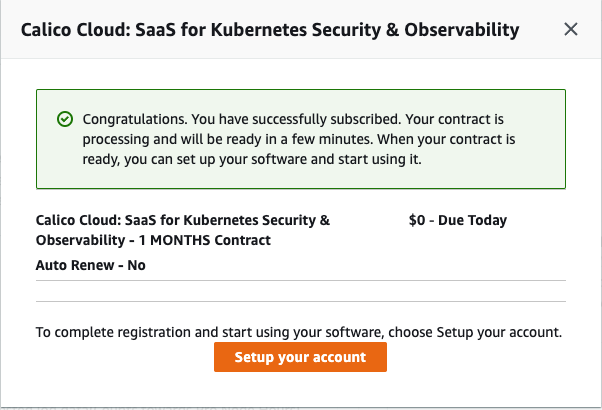 Calico Cloud: SaaS for Kubernetes Security & Observability
Congratulations. You have successfully subscribed. Your contract is
processing and will be ready in a few minutes. When your contract is
ready, you can set up your software and start using it.
Calico Cloud: SaaS for Kubernetes Security &
Observability - 1 MONTHS Contract
$0 - Due Today
Auto Renew - No
To complete registration and start using your software, choose Setup your account.
Setup your account